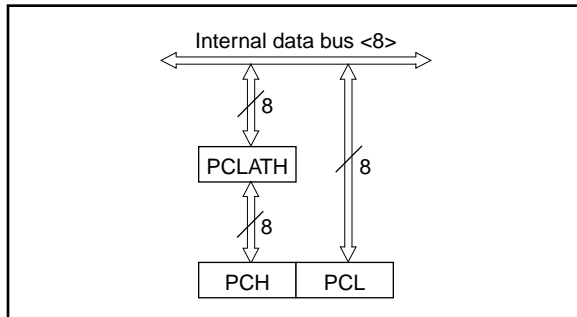 Internal data bus <8>
8
PCLATH
8
8
PCH PCL